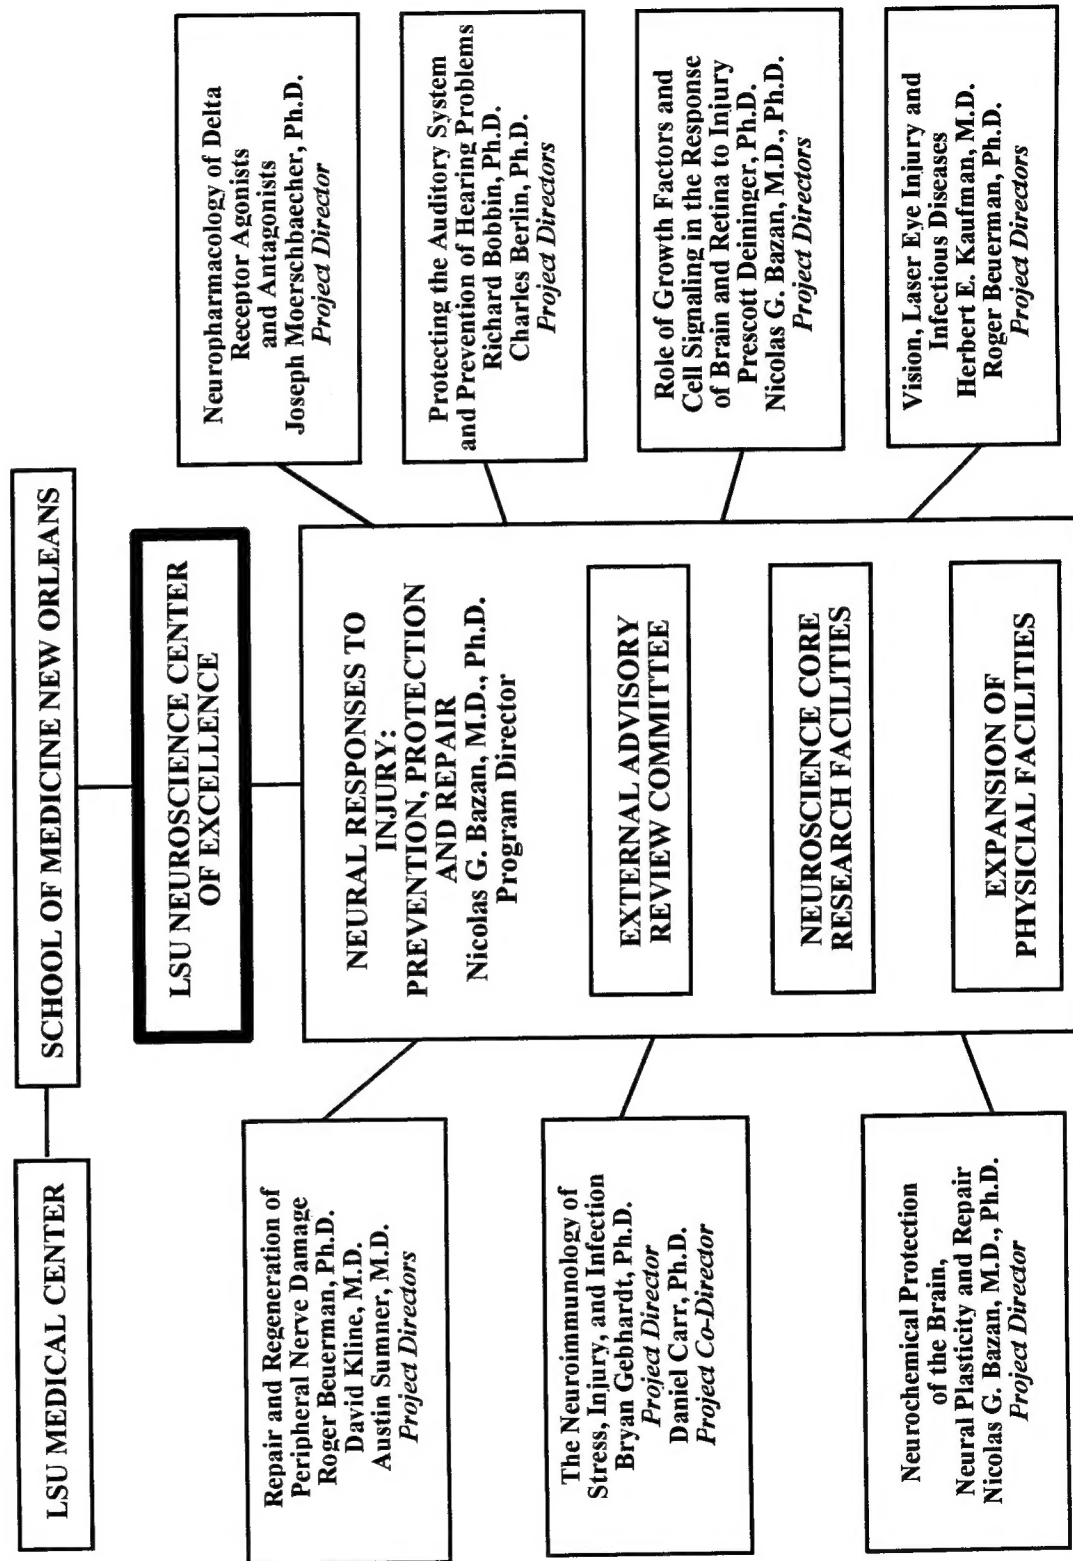 LSU MEDICAL CENTER
SCHOOL OF MEDICINE NEW ORLEANS
LSU NEUROSCIENCE CENTER
OF EXCELLENCE
NEURAL RESPONSES TO
INJURY:
PREVENTION, PROTECTION
AND REPAIR
Nicolas G. Bazan, M.D., Ph.D.
Program Director
EXTERNAL ADVISORY
REVIEW COMMITTEE
NEUROSCIENCE CORE
RESEARCH FACILITIES
EXPANSION OF
PHYSICIAL FACILITIES
Repair and Regeneration of
Peripheral Nerve Damage
Roger Beuerman, Ph.D.
David Kline, M.D.
Austin Sumner, M.D.
Project Directors
The Neuroimmunology of
Stress, Injury, and Infection
Bryan Gebhardt, Ph.D.
Project Director
Daniel Carr, Ph.D.
Project Co-Director
Neurochemical Protection
of the Brain,
Neural Plasticity and Repair
Nicolas G. Bazan, M.D., Ph.D.
Project Director
Neuropharmacology of Delta
Receptor Agonists
and Antagonists
Joseph Moerschbaecher, Ph.D.
Project Director
Protecting the Auditory System
and Prevention of Hearing Problems
Richard Bobbin, Ph.D.
Charles Berlin, Ph.D.
Project Directors
Role of Growth Factors and
Cell Signaling in the Response
of Brain and Retina to Injury
Prescott Deininger, Ph.D.
Nicolas G. Bazan, M.D., Ph.D.
Project Directors
Vision, Laser Eye Injury and
Infectious Diseases
Herbert E. Kaufman, M.D.
Roger Beuerman, Ph.D.
Project Directors